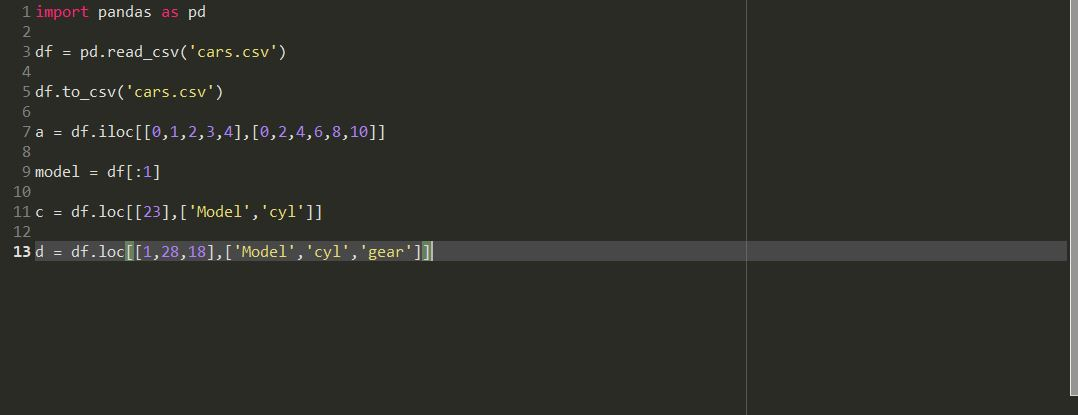 1 import pandas as pd
2
3 df = pd.read_csv('cars.csv')
4
5 df.to_csv('cars.csv')
6
7 a = df.iloc[[0,1,2,3,4],[0,2,4,6,8,10]]
8
9 model = df[:1]
10
11 c = df.loc[[23],['Model','cyl']]
12
13 d = df.loc[[1,28,18],['Model','cyl','gear']]